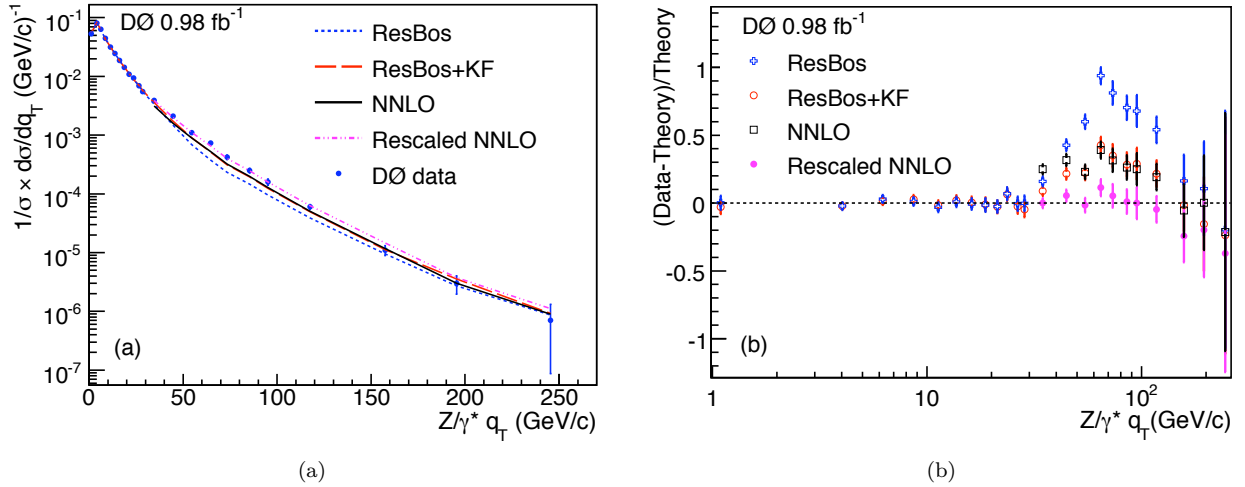 DØ 0.98 fb⁻¹
ResBos
ResBos+KF
NNLO
Rescaled NNLO
DØ data
1/σ × dσ/dq_T (GeV/c)⁻¹
10⁻¹
10⁻²
10⁻³
10⁻⁴
10⁻⁵
10⁻⁶
10⁻⁷
(a)
0 50 100 150 200 250
Z/γ* q_T (GeV/c)
(a)
DØ 0.98 fb⁻¹
ResBos
ResBos+KF
NNLO
Rescaled NNLO
(Data-Theory)/Theory
1
0.5
0
-0.5
-1
(b)
1 10 10²
Z/γ* q_T(GeV/c)
(b)